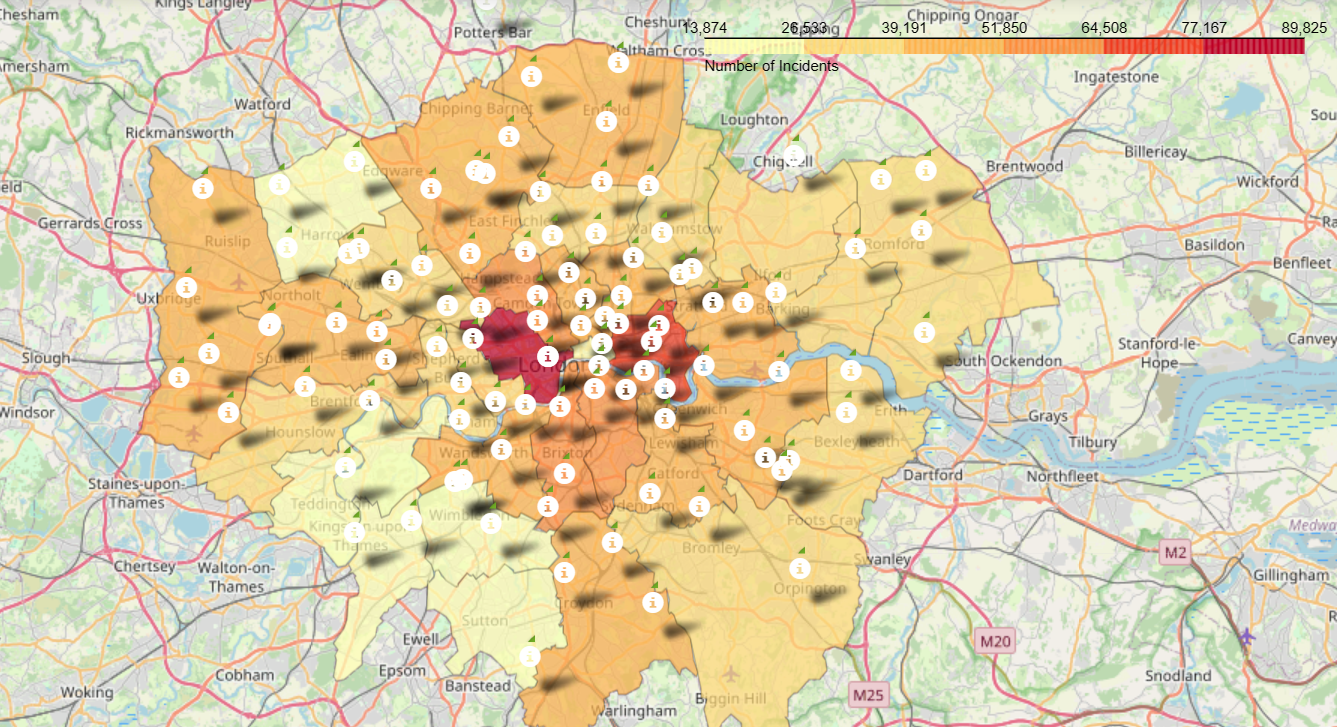 Chesham
Kings Langley
Potters Bar
Cheshunt
Chipping Ongar
13,874 26,533 39,191 51,850 64,508 77,167 89,825
Epping
Number of Incidents
Amersham
Waltham Cross
Ingatestone
Watford
Chipping Barnet
Enfield
Loughton
Rickmansworth
Chigwell
Billericay
Brentwood
Edgware
Wickford
Gerrards Cross
Harrow
East Finchley
Walthamstow
Ruislip
Romford
Basildon
Benfleet
Hampstead
Ilford
Uxbridge
Northolt
Camden Town
Barking
Stanford-le-
Hope
Canvey
Slough
Southall
Ealing
London
South Ockendon
Brentford
Greenwich
Erith
Grays
Windsor
Hounslow
Wandsworth
Brixton
Lewisham
Bexleyheath
Tilbury
Staines-upon-
Thames
Catford
Dartford
Northfleet
Teddington
Wimbledon
Sydenham
Foots Cray
Kingston upon
Thames
Bromley
Medway
Chertsey
Walton-on-
Thames
Swanley
M2
Gillingham
Orpington
Croydon
Sutton
Ewell
M20
Epsom
Cobham
Banstead
Snodland
Woking
Biggin Hill
M25
Warlingham